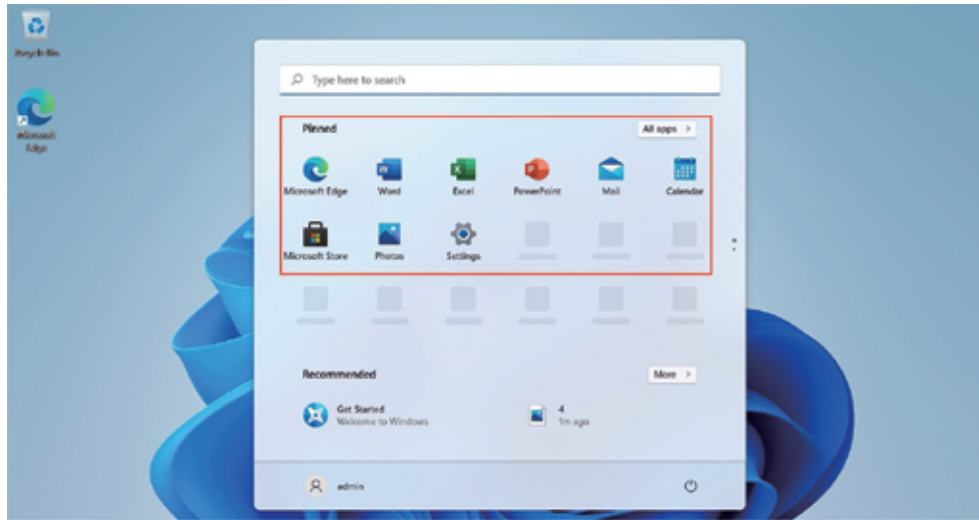 Recycle Bin
Microsoft
Edge
Type here to search
Pinned
All apps >
Microsoft Edge
Word
Excel
PowerPoint
Mail
Calendar
Microsoft Store
Photos
Settings
Recommended
More >
Get Started
Welcome to Windows
4
1m ago
admin